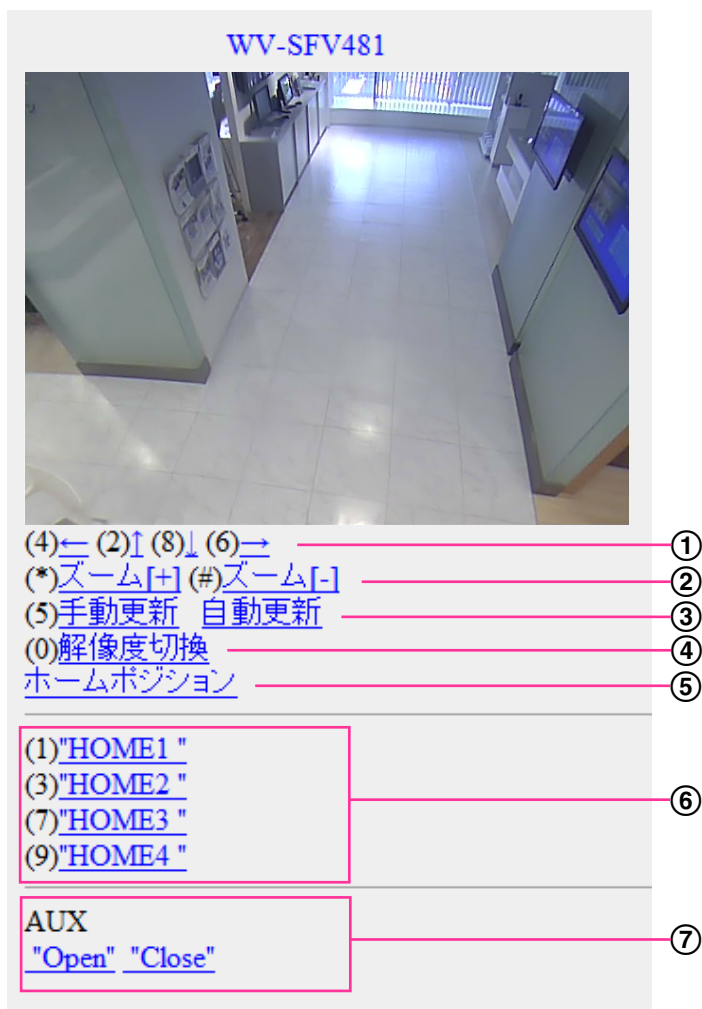 WV-SFV481
(4)← (2)↑ (8)↓ (6)→ ①
(*)ズーム[+] (#)ズーム[-] ②
(5)手動更新 自動更新 ③
(0)解像度切換 ④
ホームポジション ⑤
(1)"HOME1 "
(3)"HOME2 "
⑥
(7)"HOME3 "
(9)"HOME4 "
AUX
⑦
"Open" "Close"